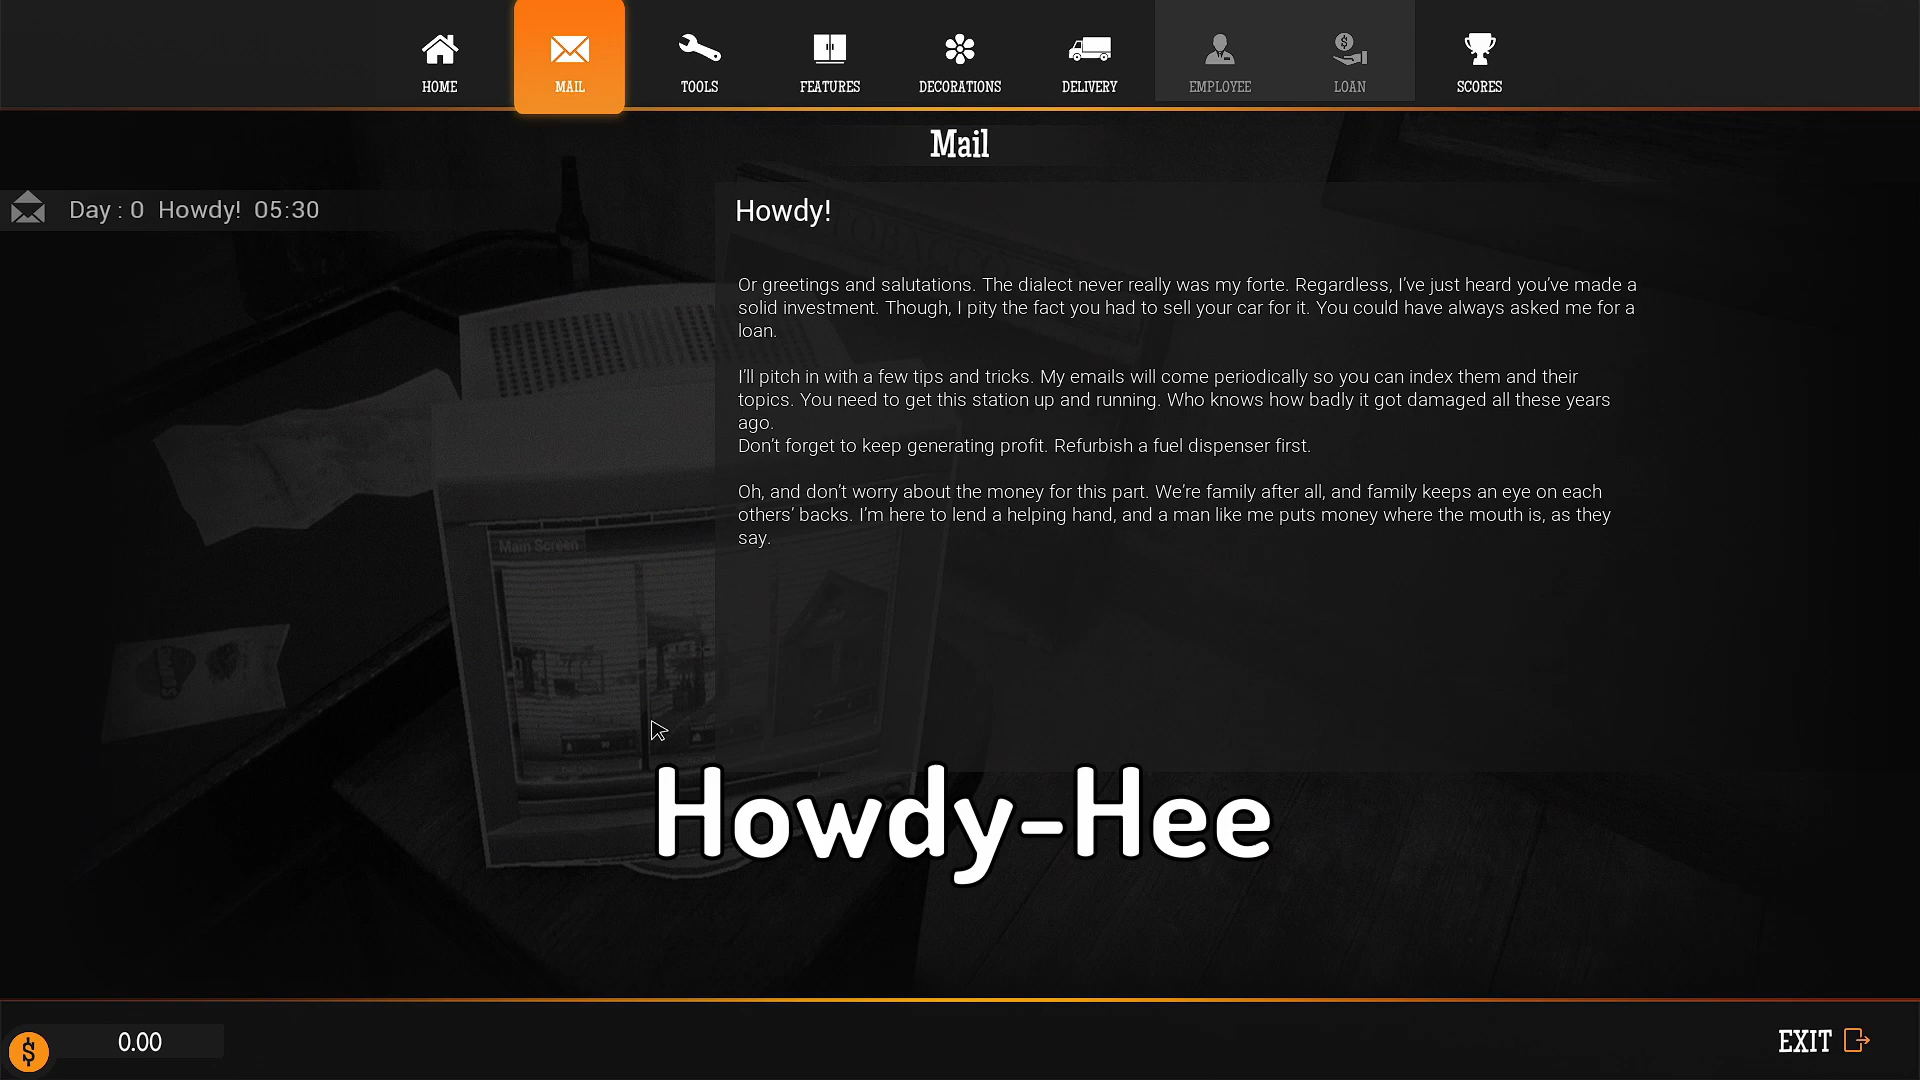 HOME
MAIL
TOOLS
FEATURES
DECORATIONS
DELIVERY
EMPLOYEE
LOAN
SCORES
Mail
Day : 0 Howdy! 05:30
Howdy!
Or greetings and salutations. The dialect never really was my forte. Regardless, I've just heard you've made a
solid investment. Though, I pity the fact you had to sell your car for it. You could have always asked me for a
loan.
I'll pitch in with a few tips and tricks. My emails will come periodically so you can index them and their
topics. You need to get this station up and running. Who knows how badly it got damaged all these years
ago.
Don't forget to keep generating profit. Refurbish a fuel dispenser first.
Oh, and don't worry about the money for this part. We're family after all, and family keeps an eye on each
others' backs. I'm here to lend a helping hand, and a man like me puts money where the mouth is, as they
say.
Main Screen
Howdy-Hee
0.00
EXIT